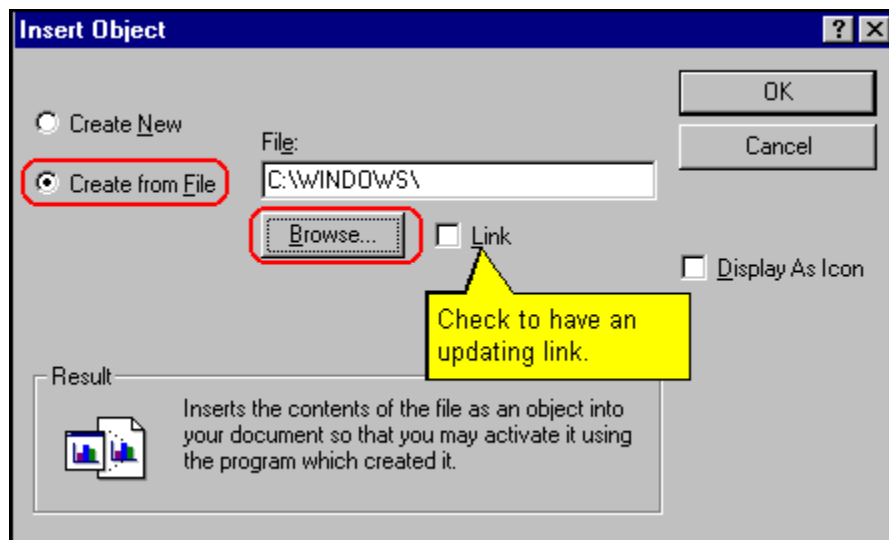 Insert Object
Create New
Create from File
File:
C:\WINDOWS\
Browse...
Link
OK
Cancel
Display As Icon
Check to have an
updating link.
Result
Inserts the contents of the file as an object into
your document so that you may activate it using
the program which created it.